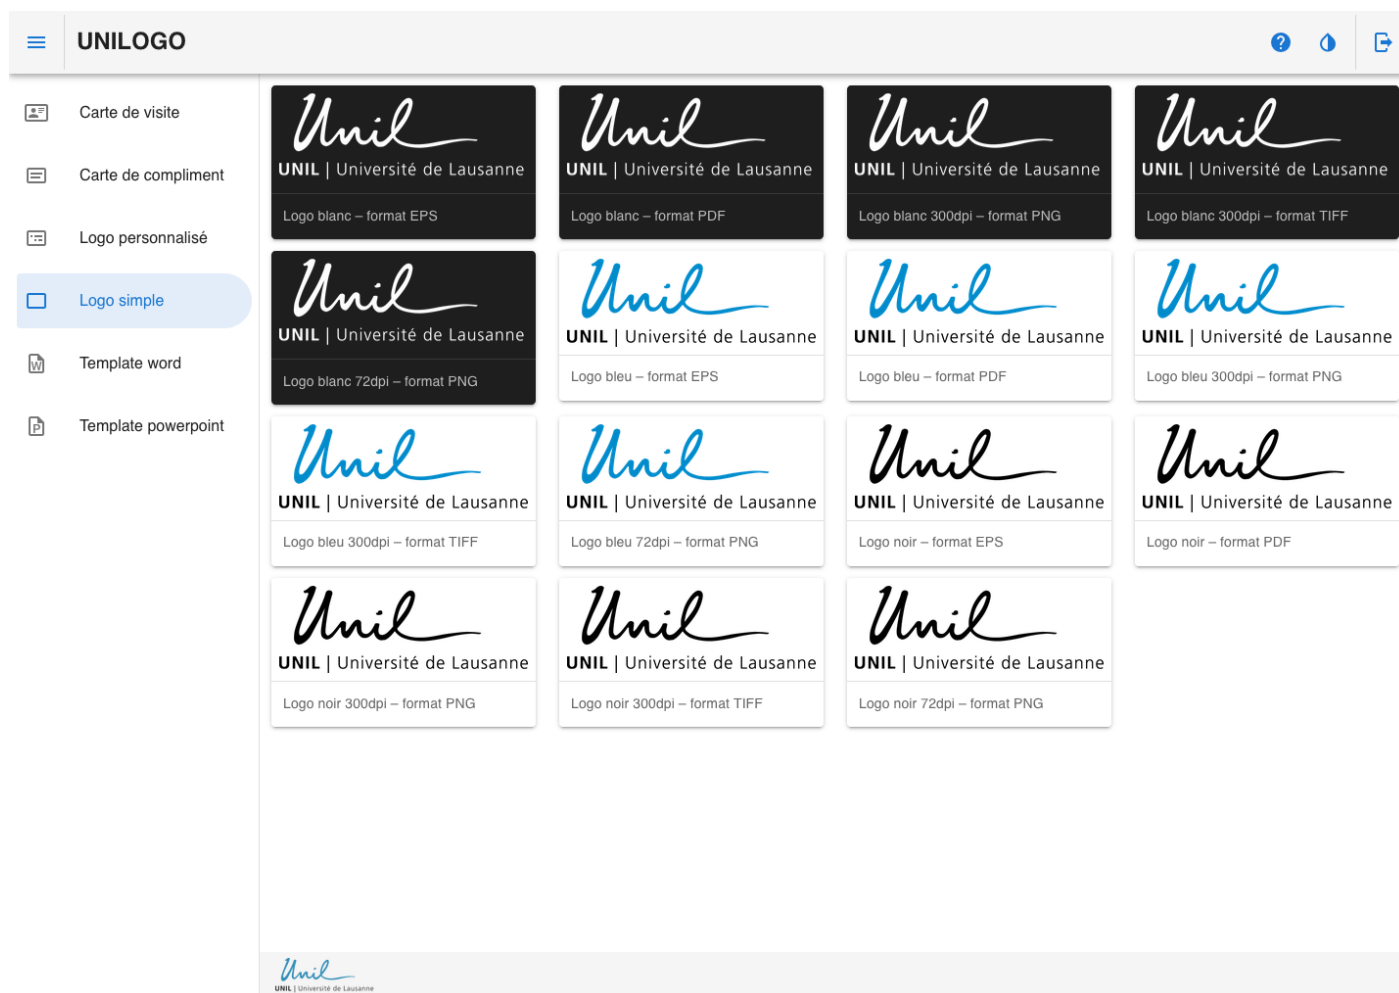 UNILOGO
Carte de visite
Carte de compliment
Logo personnalisé
Logo simple
Template word
Template powerpoint
Unil
UNIL | Université de Lausanne
Logo blanc – format EPS
Unil
UNIL | Université de Lausanne
Logo blanc – format PDF
Unil
UNIL | Université de Lausanne
Logo blanc 300dpi – format PNG
Unil
UNIL | Université de Lausanne
Logo blanc 300dpi – format TIFF
Unil
UNIL | Université de Lausanne
Logo blanc 72dpi – format PNG
Unil
UNIL | Université de Lausanne
Logo bleu – format EPS
Unil
UNIL | Université de Lausanne
Logo bleu – format PDF
Unil
UNIL | Université de Lausanne
Logo bleu 300dpi – format PNG
Unil
UNIL | Université de Lausanne
Logo bleu 300dpi – format TIFF
Unil
UNIL | Université de Lausanne
Logo bleu 72dpi – format PNG
Unil
UNIL | Université de Lausanne
Logo noir – format EPS
Unil
UNIL | Université de Lausanne
Logo noir – format PDF
Unil
UNIL | Université de Lausanne
Logo noir 300dpi – format PNG
Unil
UNIL | Université de Lausanne
Logo noir 300dpi – format TIFF
Unil
UNIL | Université de Lausanne
Logo noir 72dpi – format PNG
Unil
UNIL | Université de Lausanne